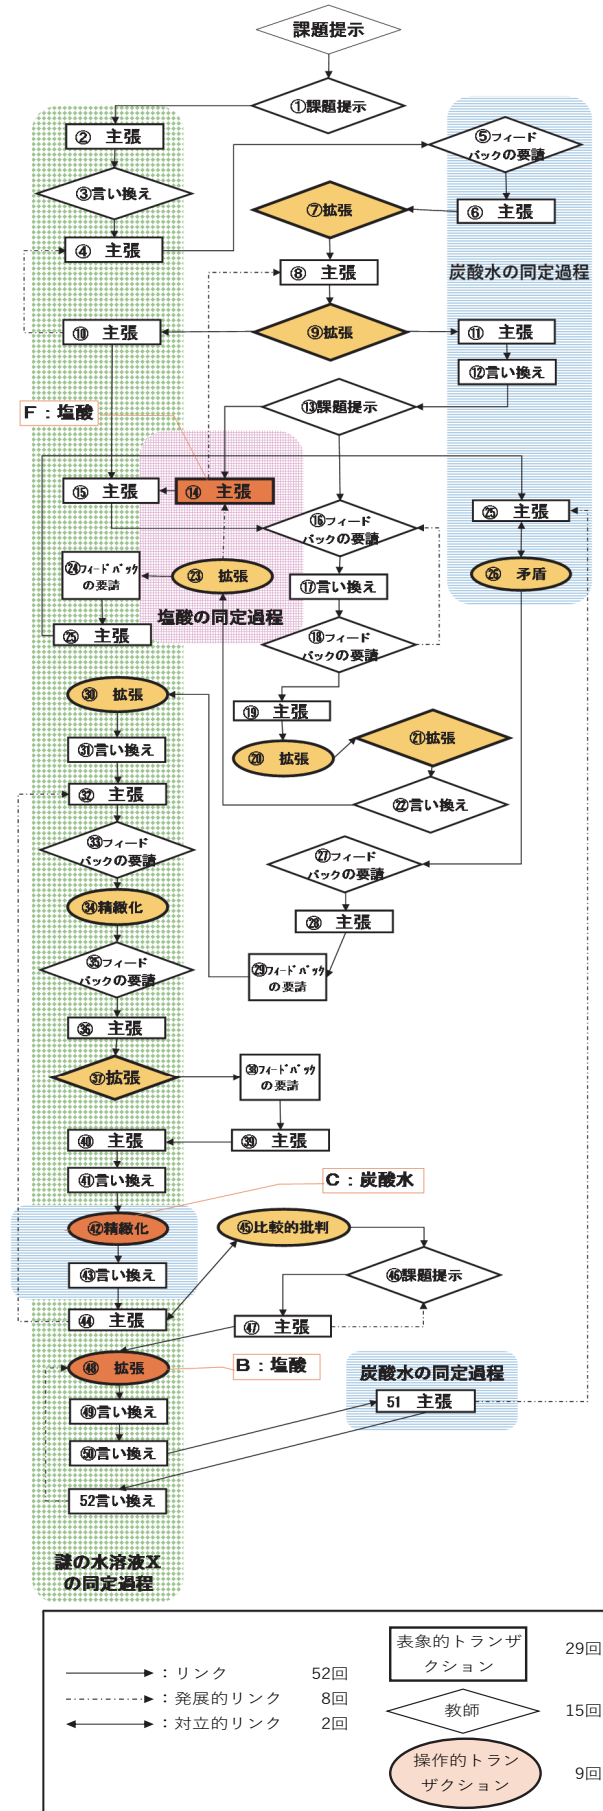 課題提示
①課題提示
② 主張
③言い換え
④ 主張
⑤フィード
バックの要請
⑥ 主張
⑦拡張
⑧ 主張
炭酸水の同定過程
⑨拡張
⑩ 主張
⑪ 主張
⑫言い換え
⑬課題提示
F：塩酸
⑭ 主張
⑮ 主張
⑯フィード
バックの要請
㉕ 主張
⑰言い換え
㉓ 拡張
㉔フィードバック
の要請
㉖ 矛盾
塩酸の同定過程
⑱フィード
バックの要請
㉕ 主張
⑲ 主張
⑳ 拡張
㉑拡張
㉒言い換え
㉚ 拡張
㉛言い換え
㉜ 主張
㉝フィード
バックの要請
㉗フィード
バックの要請
㉞精緻化
㉘ 主張
㉟フィード
バックの要請
㉙フィードバック
の要請
㊱ 主張
㊲拡張
㊳フィードバック
の要請
㊴ 主張
㊵ 主張
㊶言い換え
C：炭酸水
㊷精緻化
㊸言い換え
㊹ 主張
㊺比較的批判
㊻課題提示
㊼ 主張
㊽ 拡張
B：塩酸
㊾言い換え
㊿言い換え
炭酸水の同定過程
51 主張
52言い換え
謎の水溶液X
の同定過程
：リンク 52回
：発展的リンク 8回
：対立的リンク 2回
表象的トランザ
クション
29回
教師
15回
操作的トラン
ザクション
9回